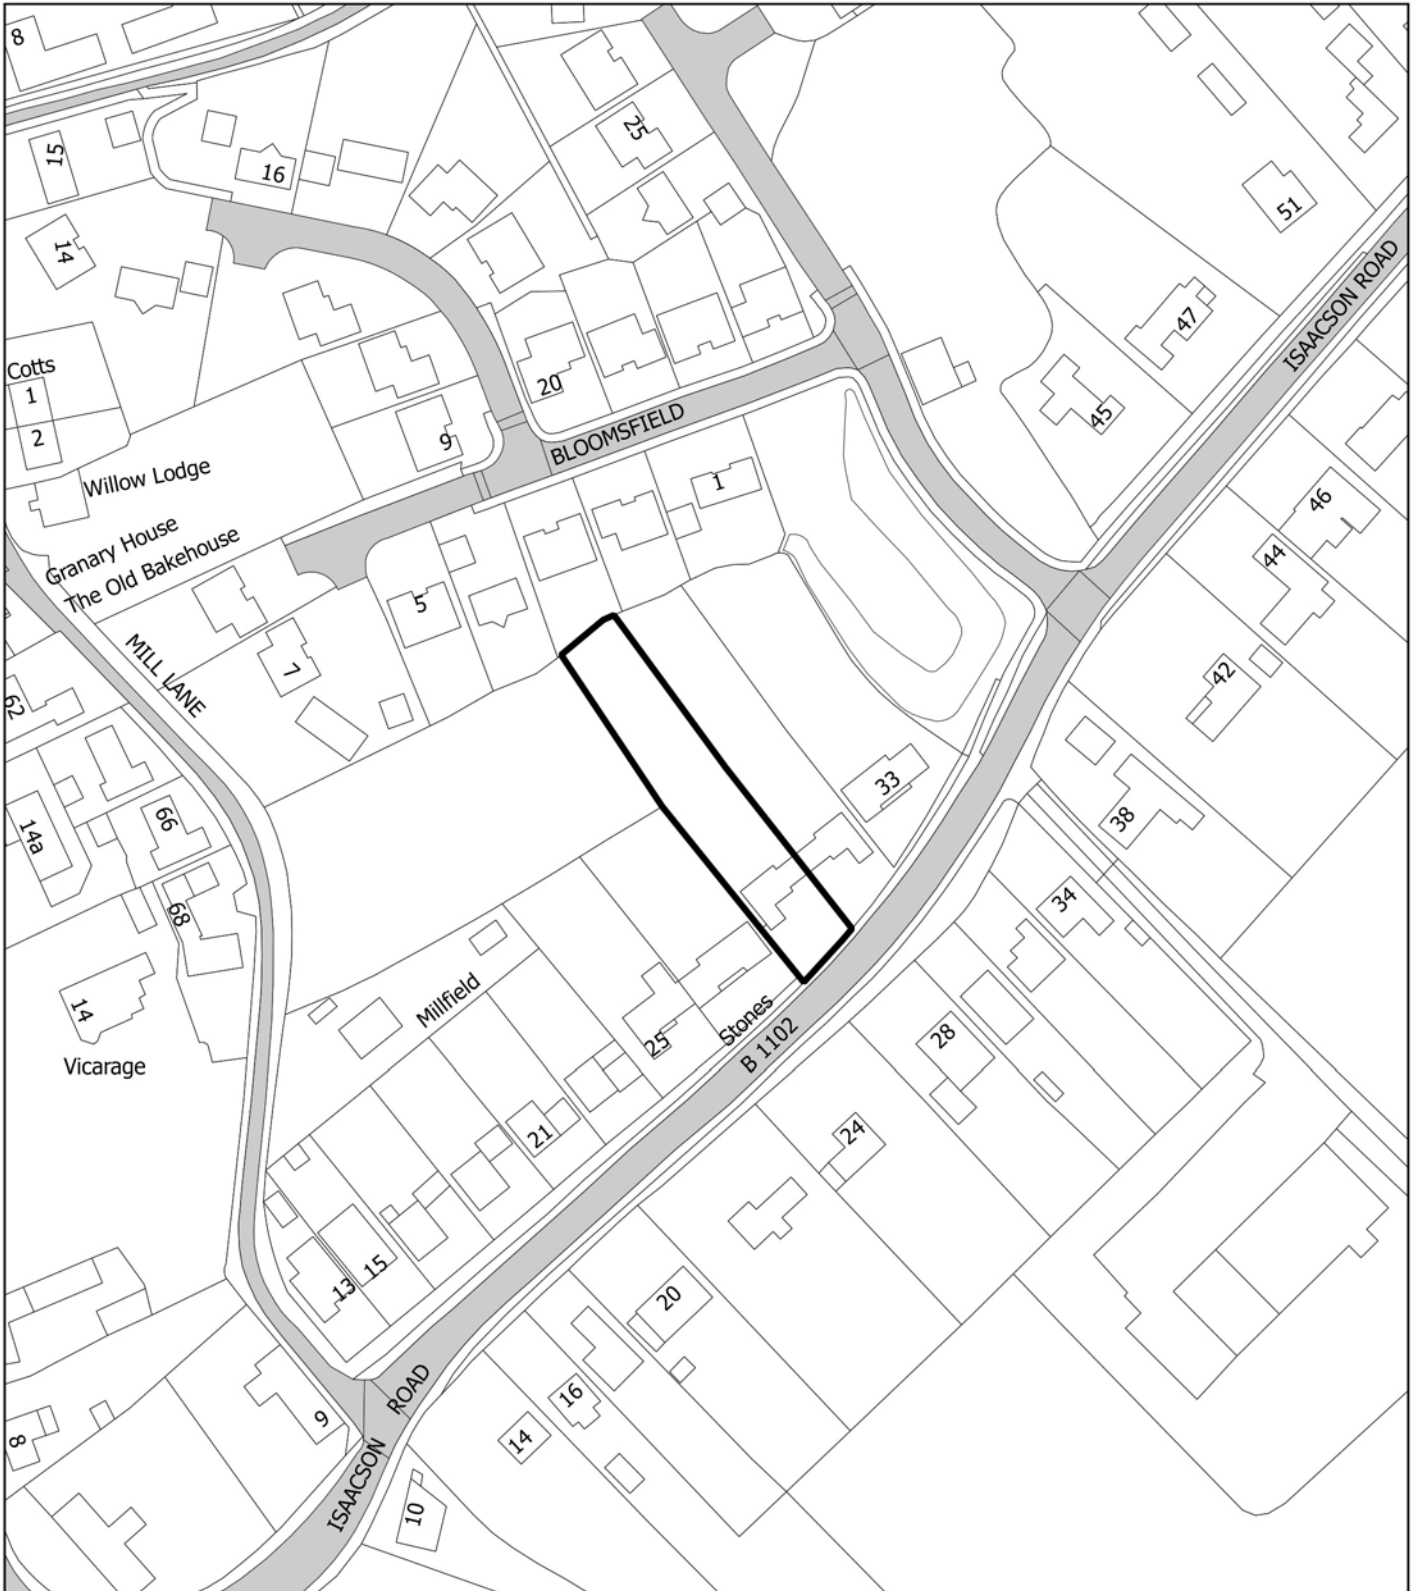 8
15
16
25
14
51
ISAACSON ROAD
47
Cotts
1
2
20
BLOOMSFIELD
9
45
Willow Lodge
1
46
Granary House
The Old Bakehouse
44
5
MILL LANE
7
42
62
33
38
14a
66
68
34
Millfield
Stones
14
25
B 1102
28
Vicarage
21
24
15
13
20
ROAD
16
9
14
8
ISAACSON
10